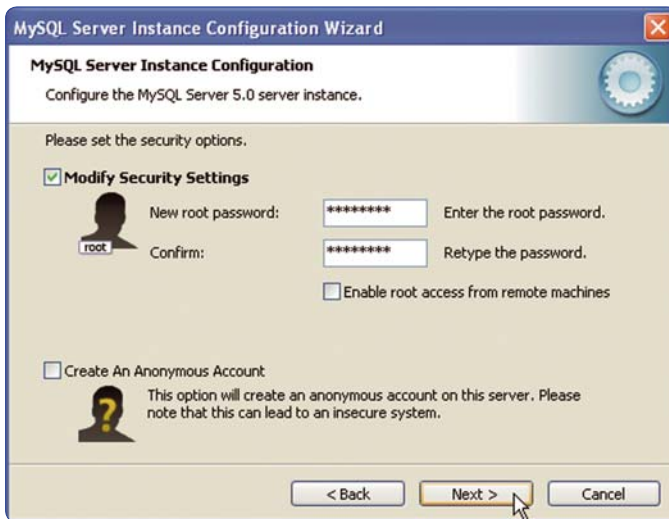 MySQL Server Instance Configuration Wizard
MySQL Server Instance Configuration
Configure the MySQL Server 5.0 server instance.
Please set the security options.
Modify Security Settings
root
New root password: ******** Enter the root password.
Confirm: ******** Retype the password.
Enable root access from remote machines
Create An Anonymous Account
?
This option will create an anonymous account on this server. Please
note that this can lead to an insecure system.
< Back Next > Cancel